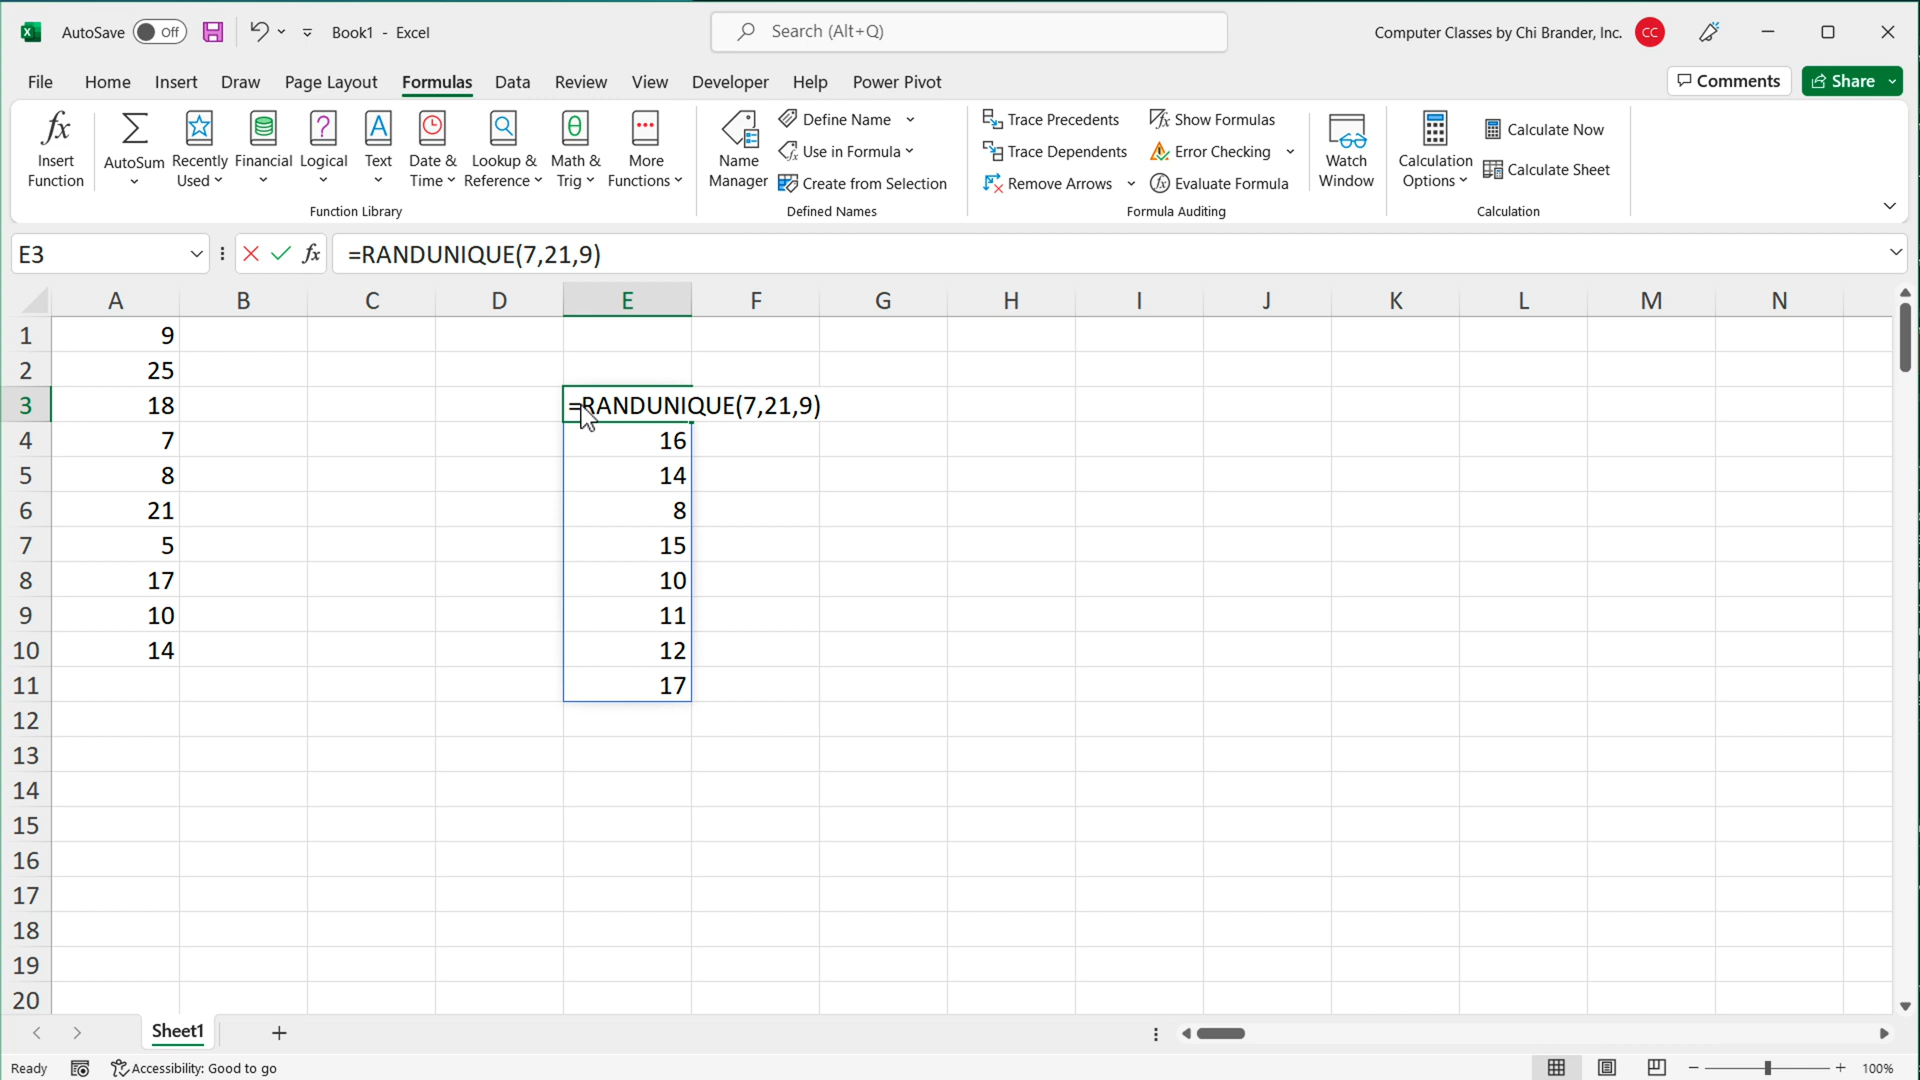 AutoSave Off Book1 - Excel Search (Alt+Q) Computer Classes by Chi Brander, Inc. CC
File Home Insert Draw Page Layout Formulas Data Review View Developer Help Power Pivot Comments Share
Insert Function AutoSum Recently Used Financial Logical Text Date & Time Lookup & Reference Math & Trig More Functions
Function Library
Name Manager
Define Name
Use in Formula
Create from Selection
Defined Names
Trace Precedents
Trace Dependents
Remove Arrows
Show Formulas
Error Checking
Evaluate Formula
Formula Auditing
Watch Window
Calculation Options
Calculate Now
Calculate Sheet
Calculation
E3 fx =RANDUNIQUE(7,21,9)
A B C D E F G H I J K L M N
1 9
2 25
3 18 =RANDUNIQUE(7,21,9)
4 7 16
5 8 14
6 21 8
7 5 15
8 17 10
9 10 11
10 14 12
11 17
12
13
14
15
16
17
18
19
20
Sheet1
Ready Accessibility: Good to go 100%